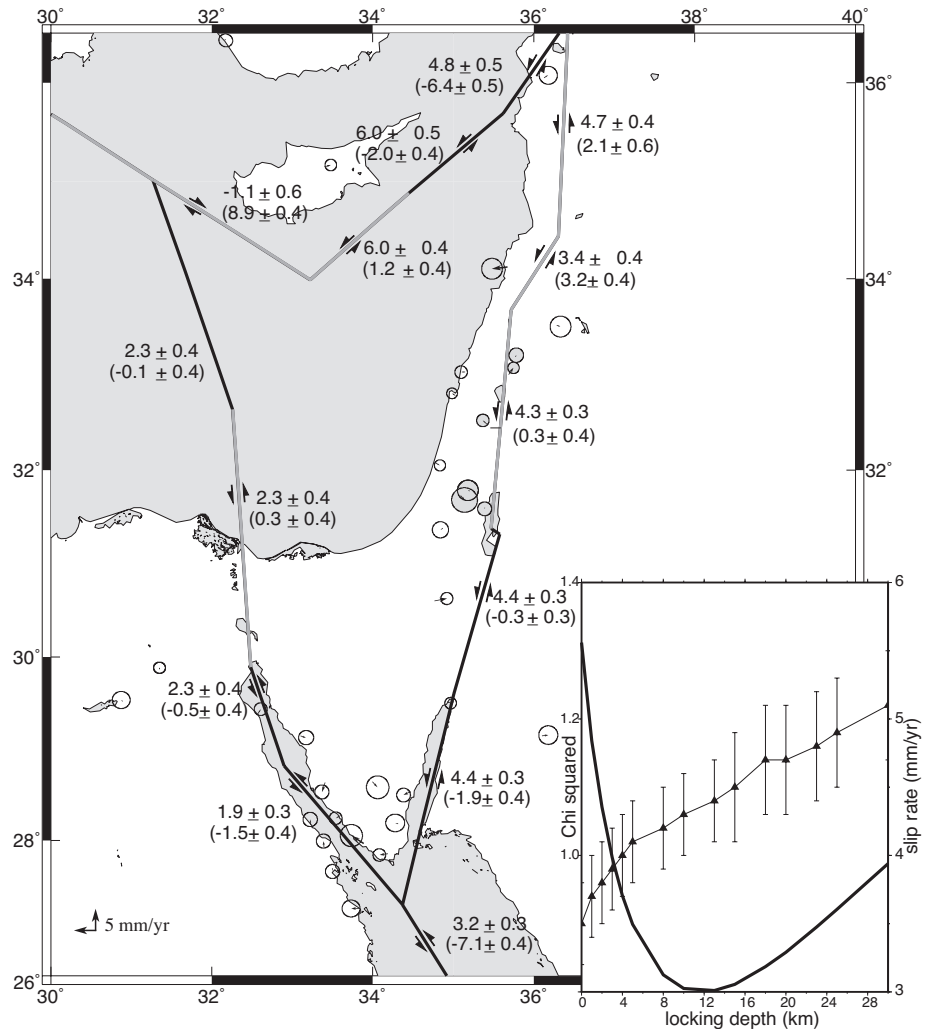 30° 32° 34° 36° 38° 40°
4.8 ± 0.5
(-6.4± 0.5)
36° 36°
4.7 ± 0.4
(2.1± 0.6)
6.0 ± 0.5
(-2.0± 0.4)
-1.1 ± 0.6
(8.9± 0.4)
6.0 ± 0.4
(1.2 ± 0.4)
3.4 ± 0.4
(3.2± 0.4)
34° 34°
2.3 ± 0.4
(-0.1 ± 0.4)
4.3 ± 0.3
(0.3± 0.4)
32° 32°
2.3 ± 0.4
(0.3 ± 0.4)
4.4 ± 0.3
(-0.3± 0.3)
30°
2.3 ± 0.4
(-0.5± 0.4)
4.4 ± 0.3
(-1.9± 0.4)
1.9 ± 0.3
(-1.5± 0.4)
28°
3.2 ± 0.3
(-7.1± 0.4)
5 mm/yr
26°
30° 32° 34° 36°
1.4
1.2
1.0
Chi squared
6
5
4
3
slip rate (mm/yr)
0 4 8 12 16 20 24 28
locking depth (km)